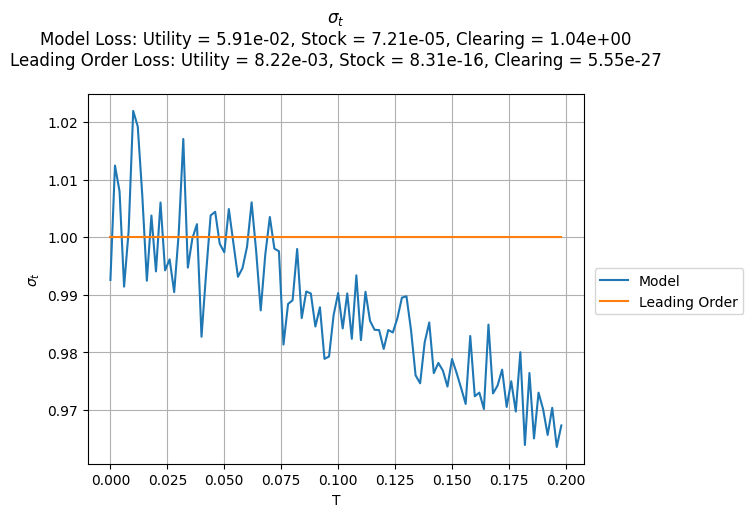 σₜ
Model Loss: Utility = 5.91e-02, Stock = 7.21e-05, Clearing = 1.04e+00
Leading Order Loss: Utility = 8.22e-03, Stock = 8.31e-16, Clearing = 5.55e-27
1.02
1.01
1.00
0.99
0.98
0.97
σₜ
0.000
0.025
0.050
0.075
0.100
0.125
0.150
0.175
0.200
T
Model
Leading Order